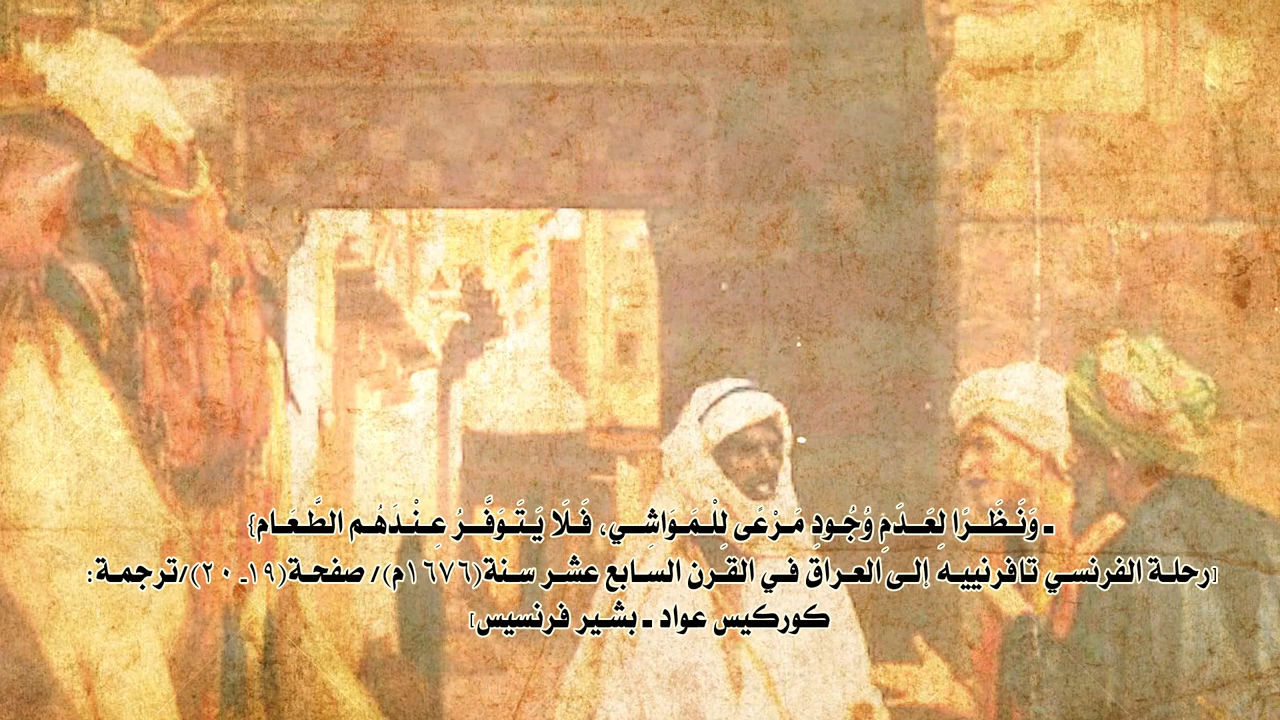 ـ وَنَظَرًا لِعَدَمِ وُجُودِ مَرْعًى لِلْمَوَاشِي، فَلَا يَتَوَفَّرُ عِنْدَهُم الطَّعَام}
[رحلة الفرنسي تافرنييه إلى العراق في القرن السابع عشر سنة(١٦٧٦م)/ صفحة(١٩ـ ٢٠)/ترجمة:
كوركيس عواد ـ بشير فرنسيس]